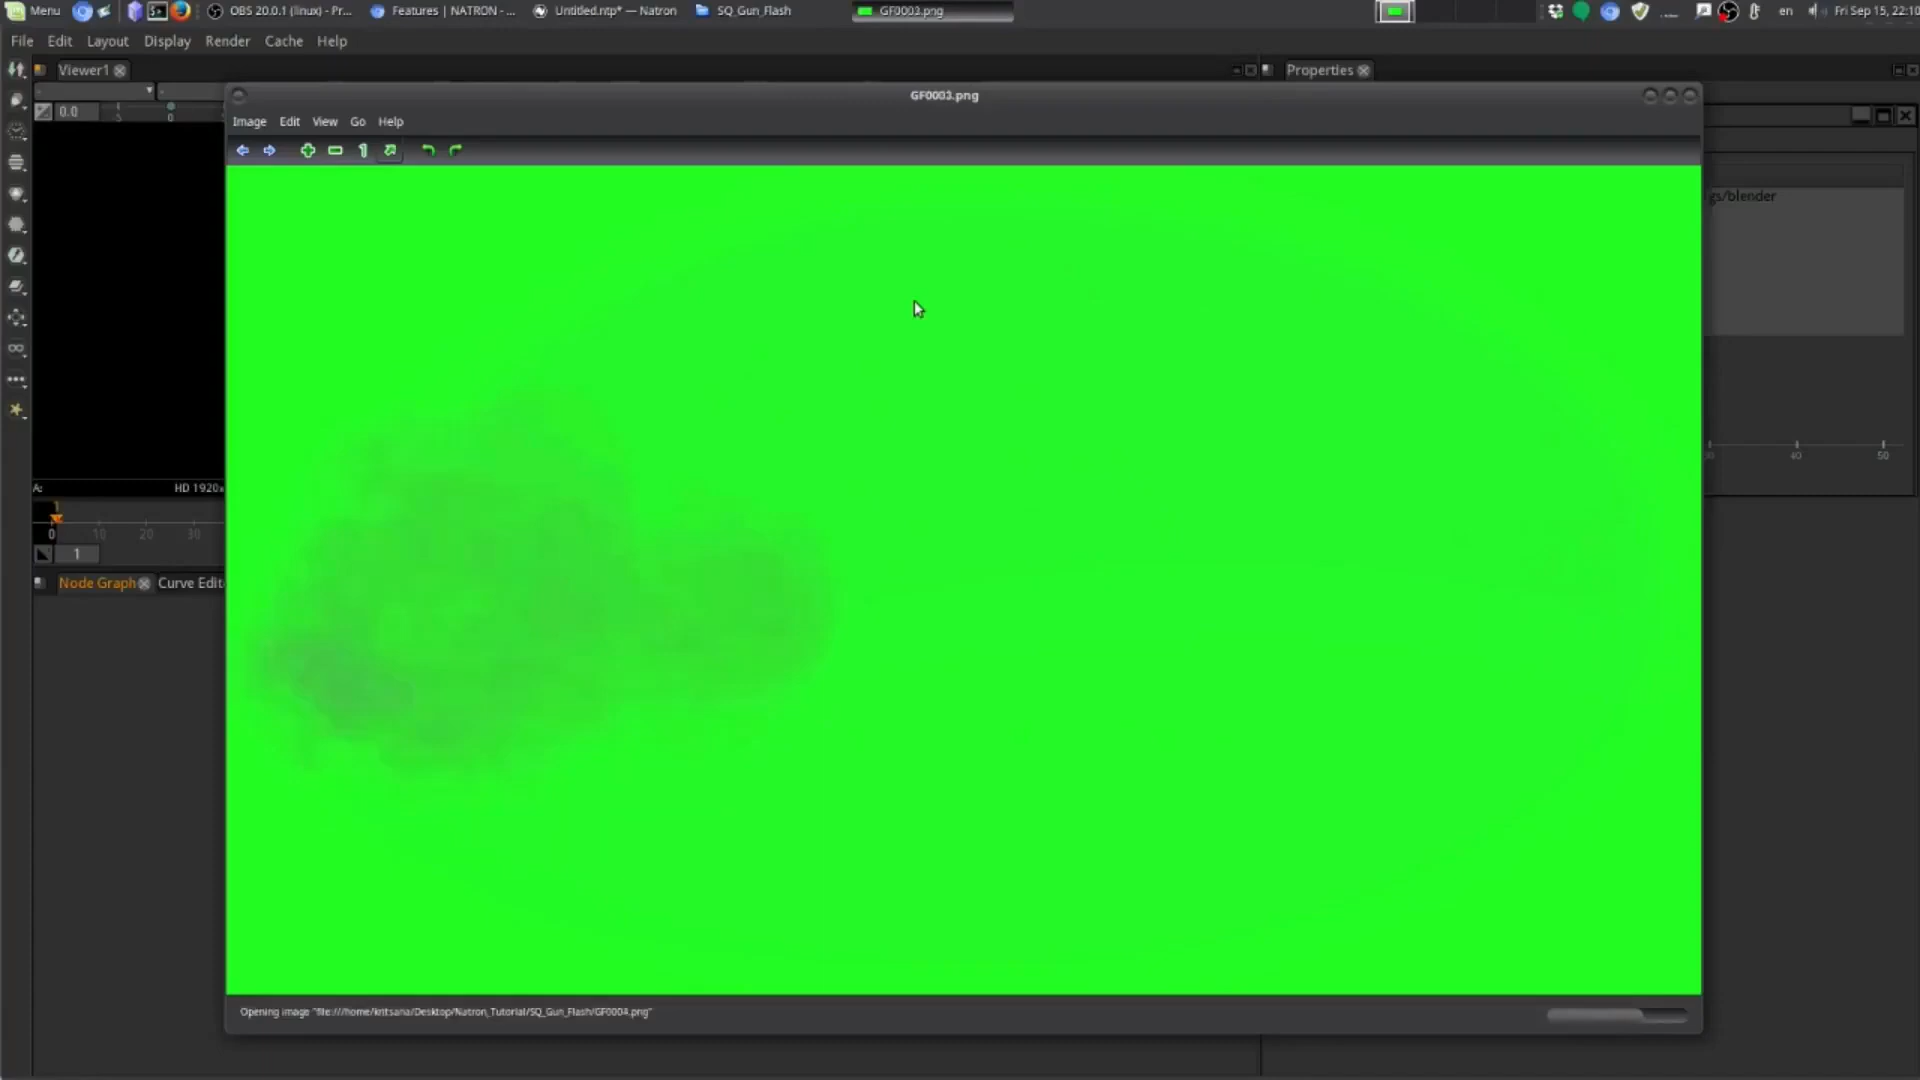 Menu OBS 20.0.1 (linux) - Pr... Features | NATRON - ... Untitled.ntp* — Natron SQ_Gun_Flash GF0003.png en Fri Sep 15, 22:10
File Edit Layout Display Render Cache Help
Viewer1 Properties
0.0 0
GF0003.png
Image Edit View Go Help
gs/blender
40 50
A: HD 1920x
1
0 10 20 30
1
Node Graph Curve Edit
Opening image "file:///home/kritsana/Desktop/Natron_Tutorial/SQ_Gun_Flash/GF0004.png"